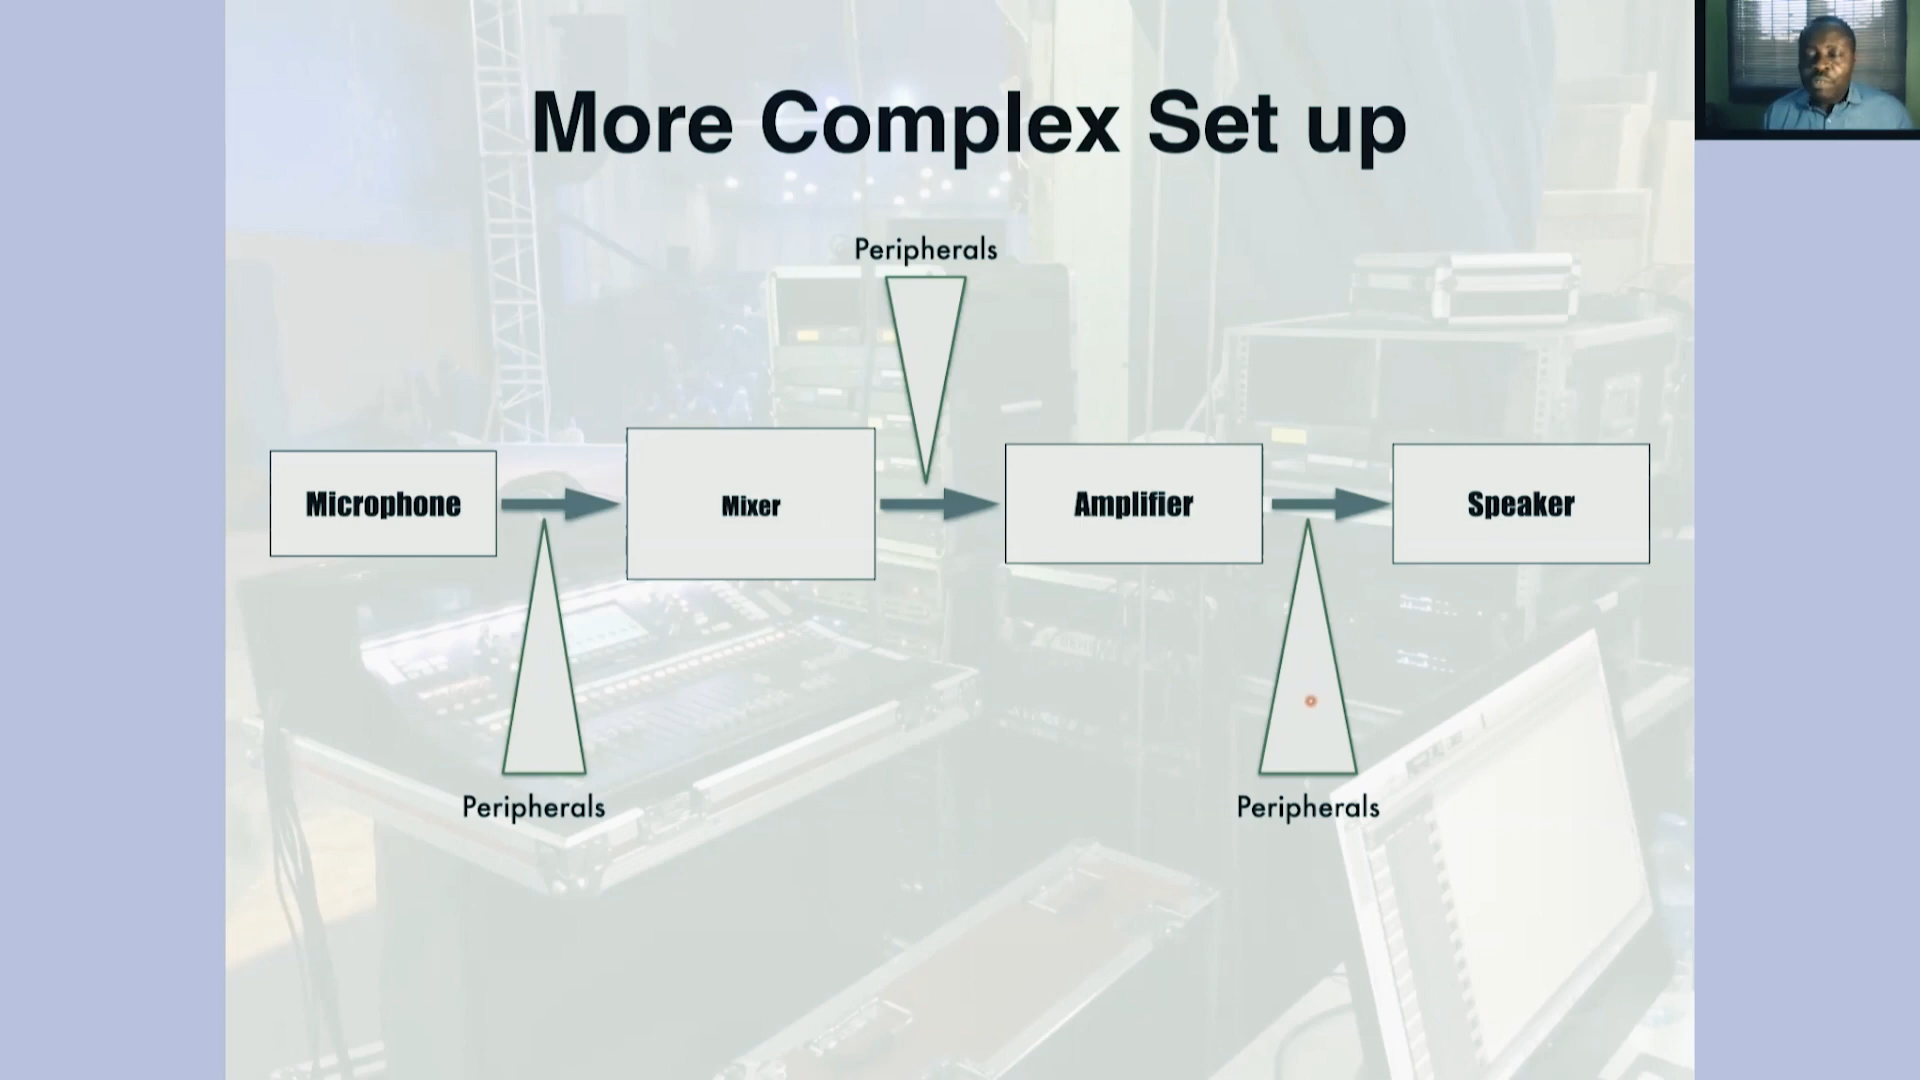 More Complex Set up
Peripherals
Microphone
Mixer
Amplifier
Speaker
Peripherals
Peripherals